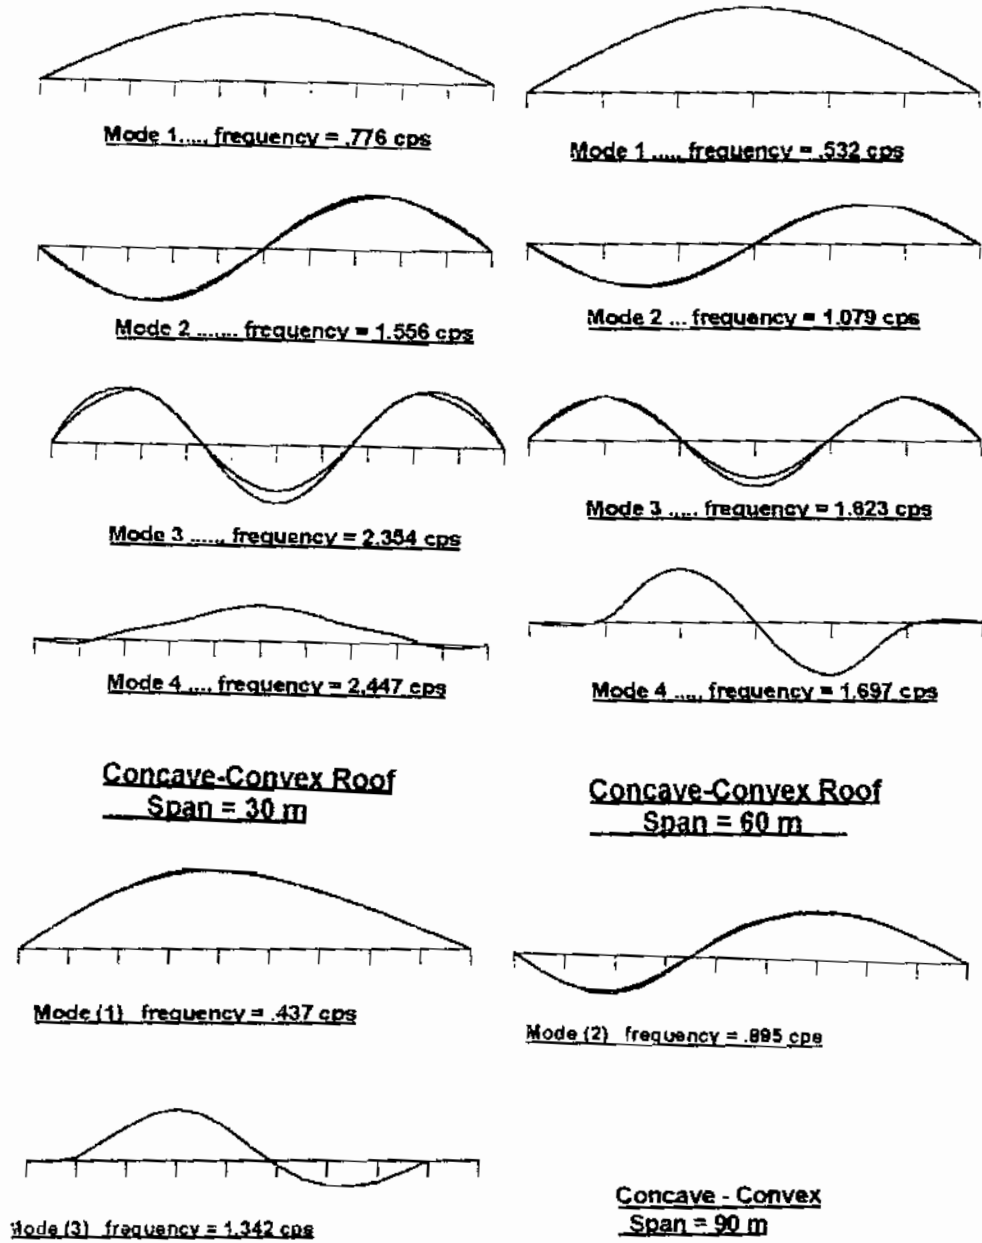 Mode 1..... frequency = .776 cps
Mode 1 ..... frequency = .532 cps
Mode 2 ....... frequency = 1.556 cps
Mode 2 ... frequency = 1.079 cps
Mode 3 ...... frequency = 2.354 cps
Mode 3 ..... frequency = 1.623 cps
Mode 4 .... frequency = 2.447 cps
Mode 4 ..... frequency = 1.697 cps
Concave-Convex Roof
Span = 30 m
Concave-Convex Roof
Span = 60 m
Mode (1) frequency = .437 cps
Mode (2) frequency = .895 cps
Mode (3) frequency = 1.342 cps
Concave - Convex
Span = 90 m